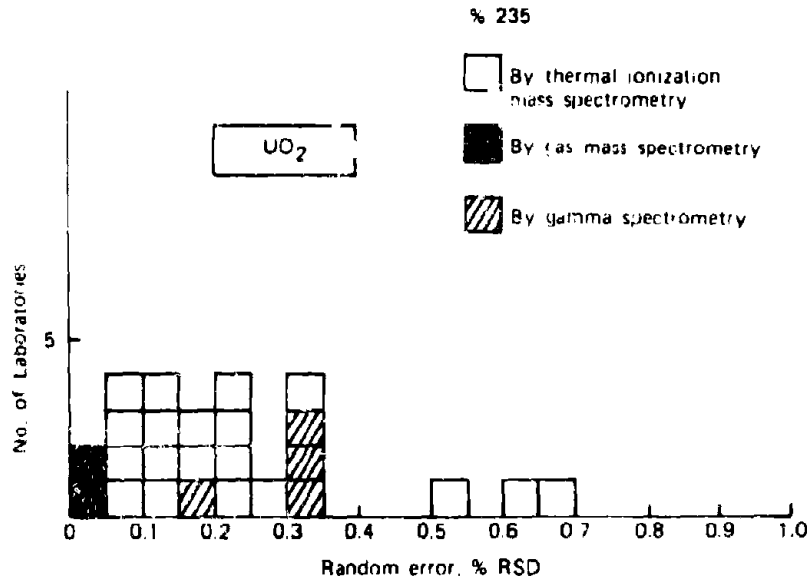 % 235
By thermal ionization
mass spectrometry
UO2
By gas mass spectrometry
By gamma spectrometry
No. of Laboratories
5
0 0.1 0.2 0.3 0.4 0.5 0.6 0.7 0.8 0.9 1.0
Random error, % RSD